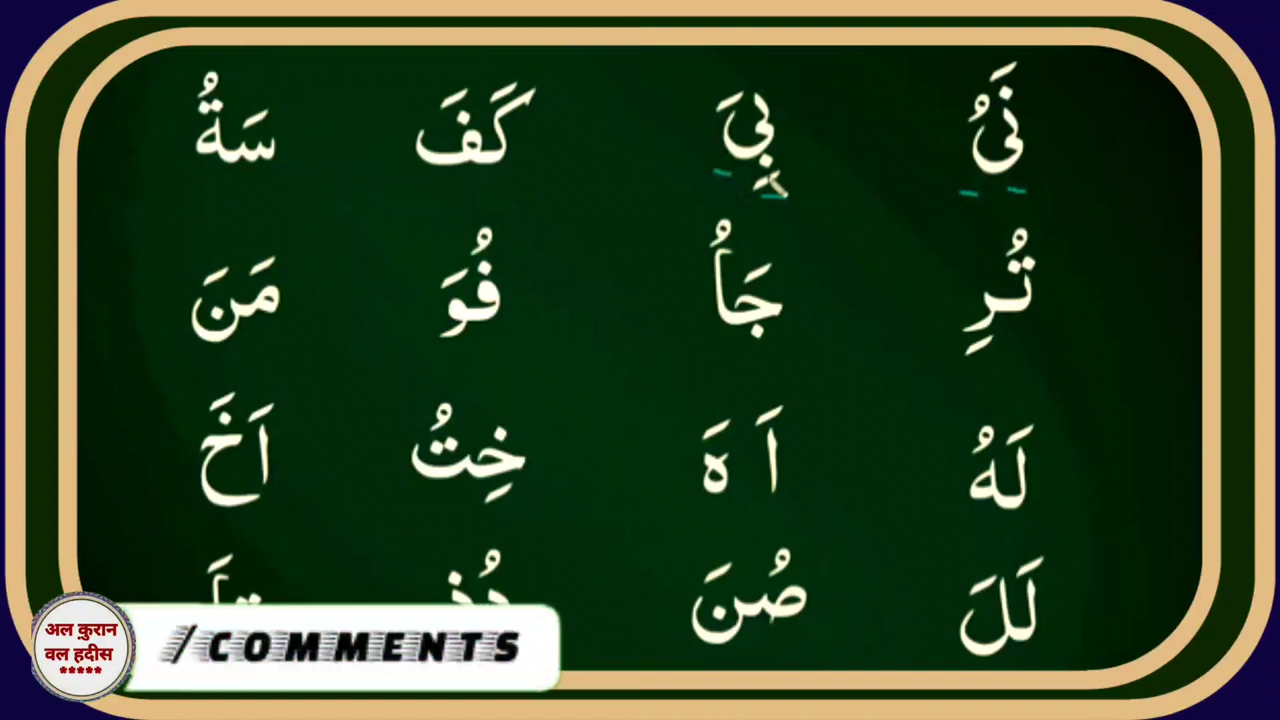 نَىُ بِىَ كَفَ سَةُ
تُرِ جَاُ فُوَ مَنَ
لَهُ اَ هَ خِتُ اَخَ
لَلَ صُنَ
/COMMENTS
अल क़ुरान
वल हदीस
*****